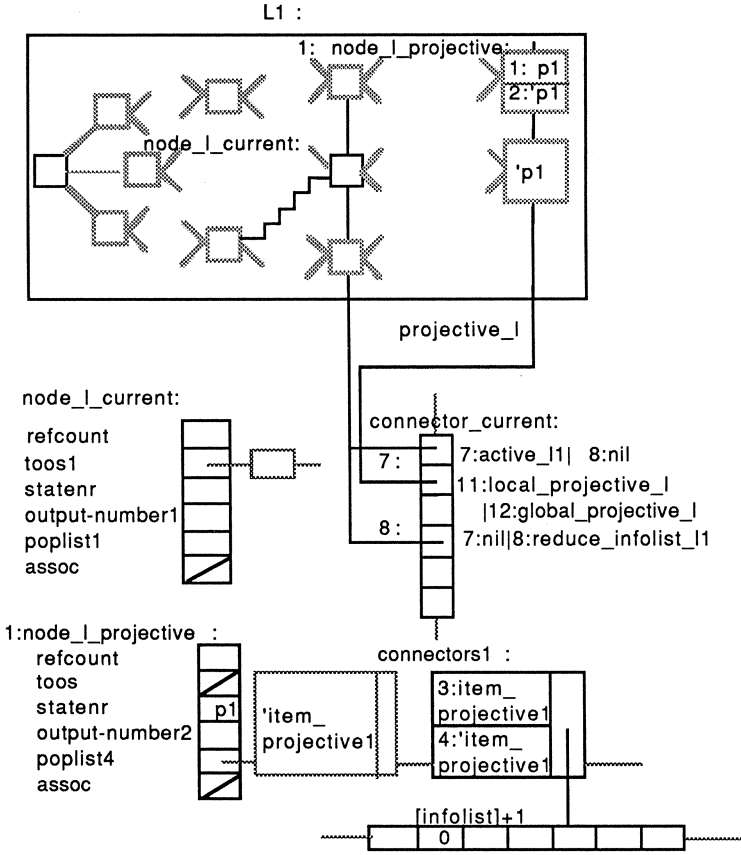 L1 :
1: node_l_projective:
1: p1
2:'p1
node_l_current:
'p1
projective_l
node_l_current:
connector_current:
refcount
toos1
statenr
output-number1
poplist1
assoc
7:
7:active_l1| 8:nil
11:local_projective_l
|12:global_projective_l
8:
7:nil|8:reduce_infolist_l1
1:node_l_projective :
refcount
toos
statenr
p1
output-number2
poplist4
assoc
'item_
projective1
connectors1 :
3:item_
projective1
4:'item_
projective1
[infolist]+1
0